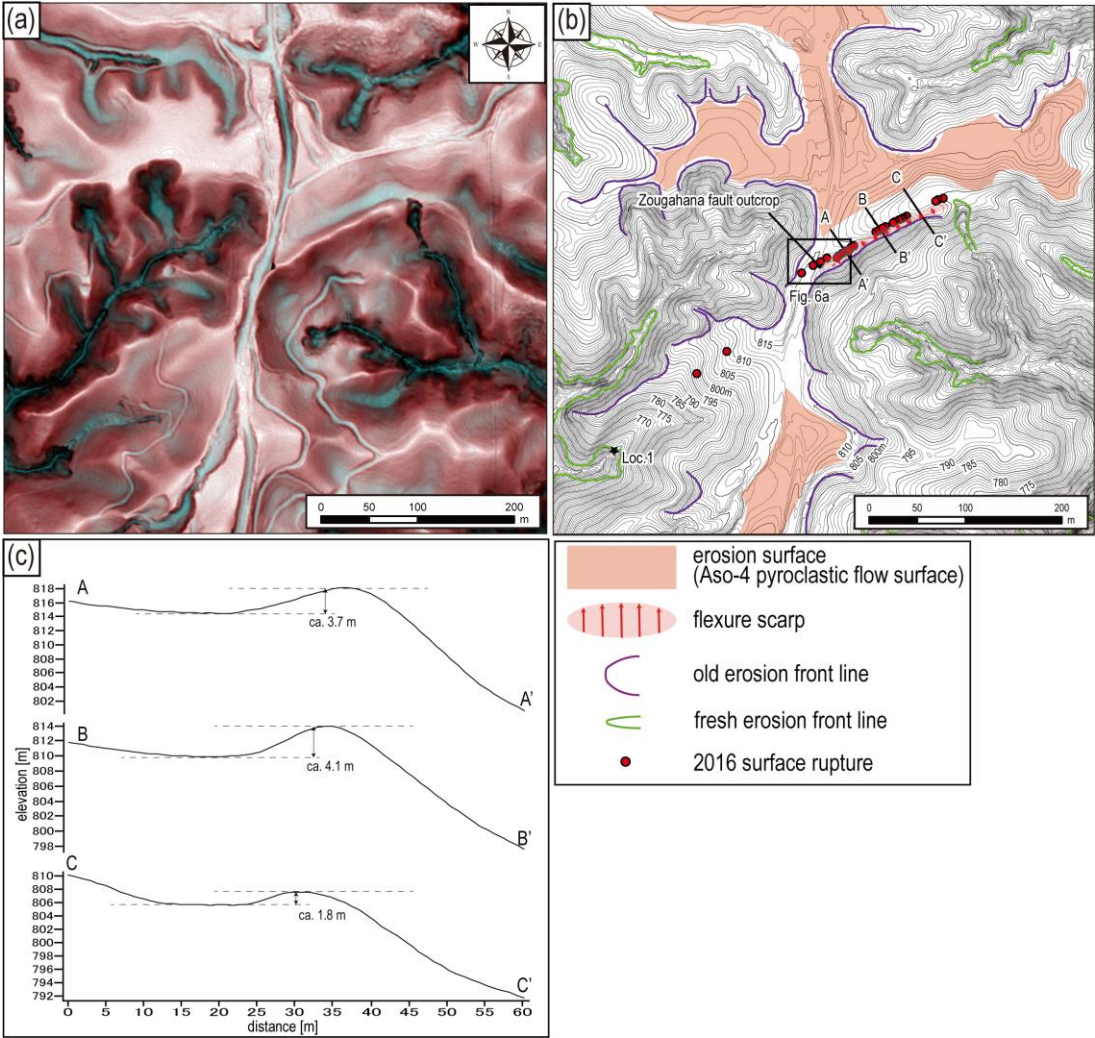 (a)
N
W
E
S
0 50 100 200
m
(b)
Zougahana fault outcrop
A
B
C
A'
B'
C'
Fig. 6a
815
810
805
800m
795
790
785
780
775
770
Loc.1
810
805
800m
795
790
785
775
0 50 100 200
m
(c)
elevation [m]
A
818
816
814
812
810
808
806
804
802
ca. 3.7 m
A'
B
814
812
810
808
806
804
802
800
798
ca. 4.1 m
B'
C
810
808
806
804
802
800
798
796
794
792
ca. 1.8 m
C'
0 5 10 15 20 25 30 35 40 45 50 55 60
distance [m]
erosion surface
(Aso-4 pyroclastic flow surface)
flexure scarp
old erosion front line
fresh erosion front line
2016 surface rupture